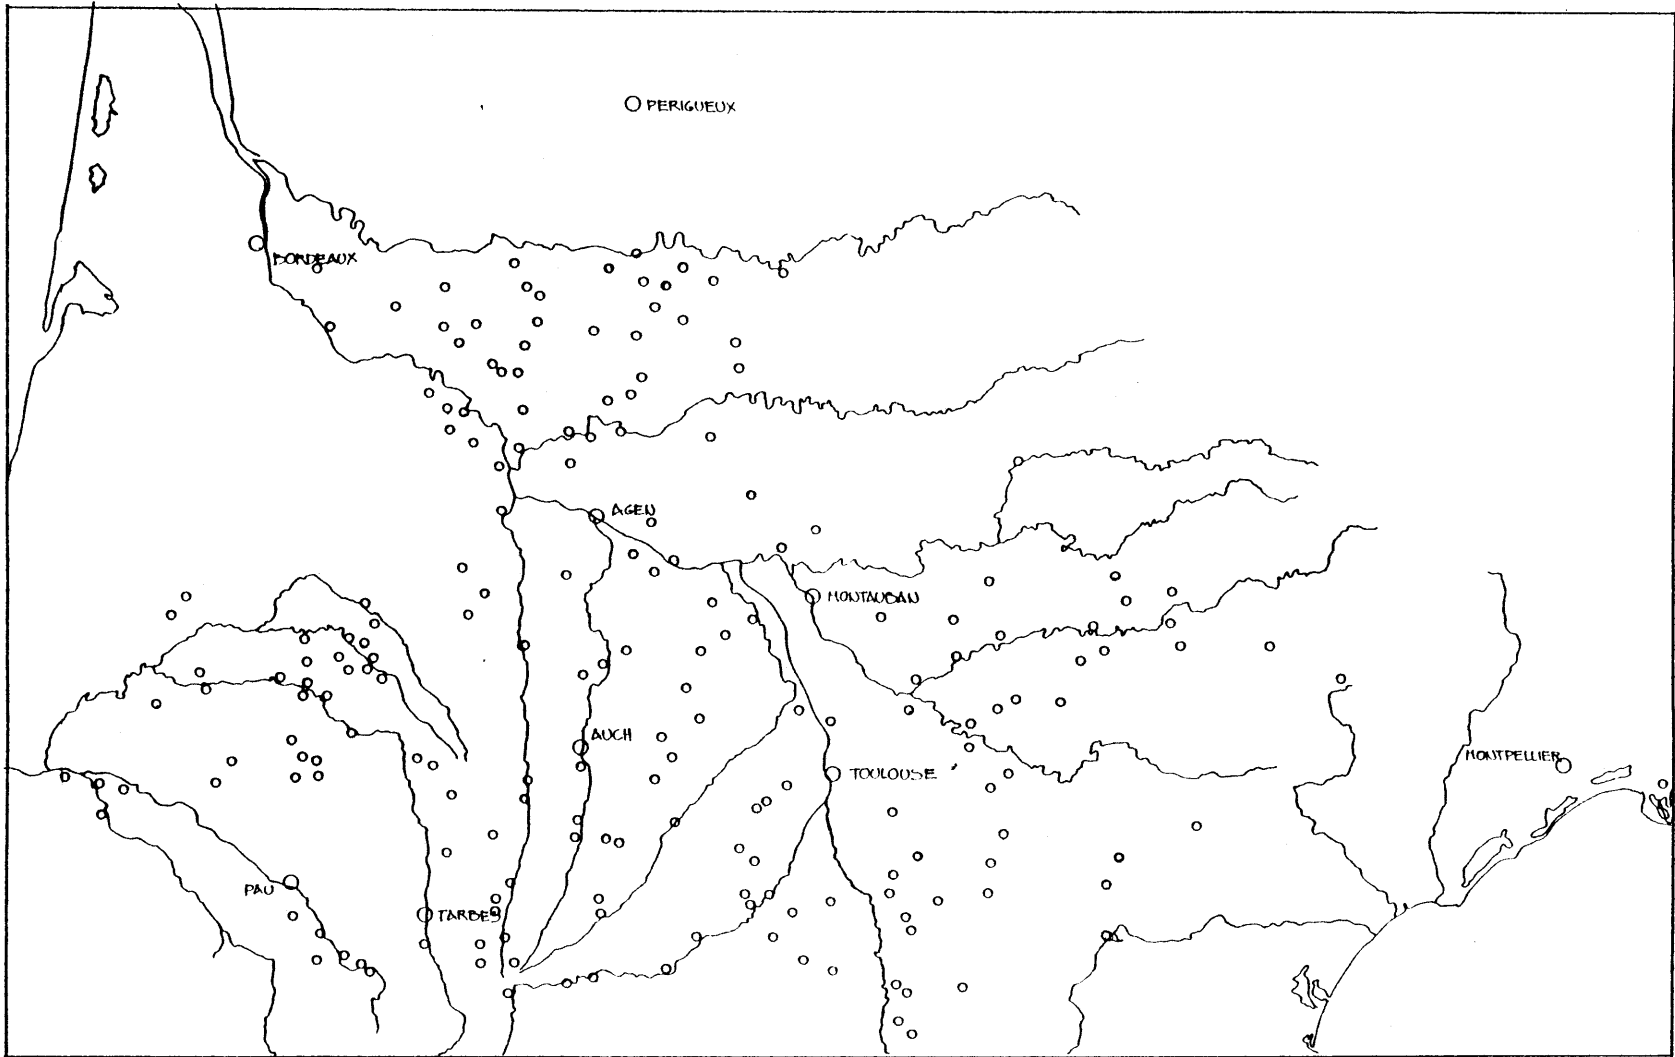 PERIGUEUX
BORDEAUX
AGEN
MONTAUBAN
AUCH
TOULOUSE
MONTPELLIER
PAU
TARBES